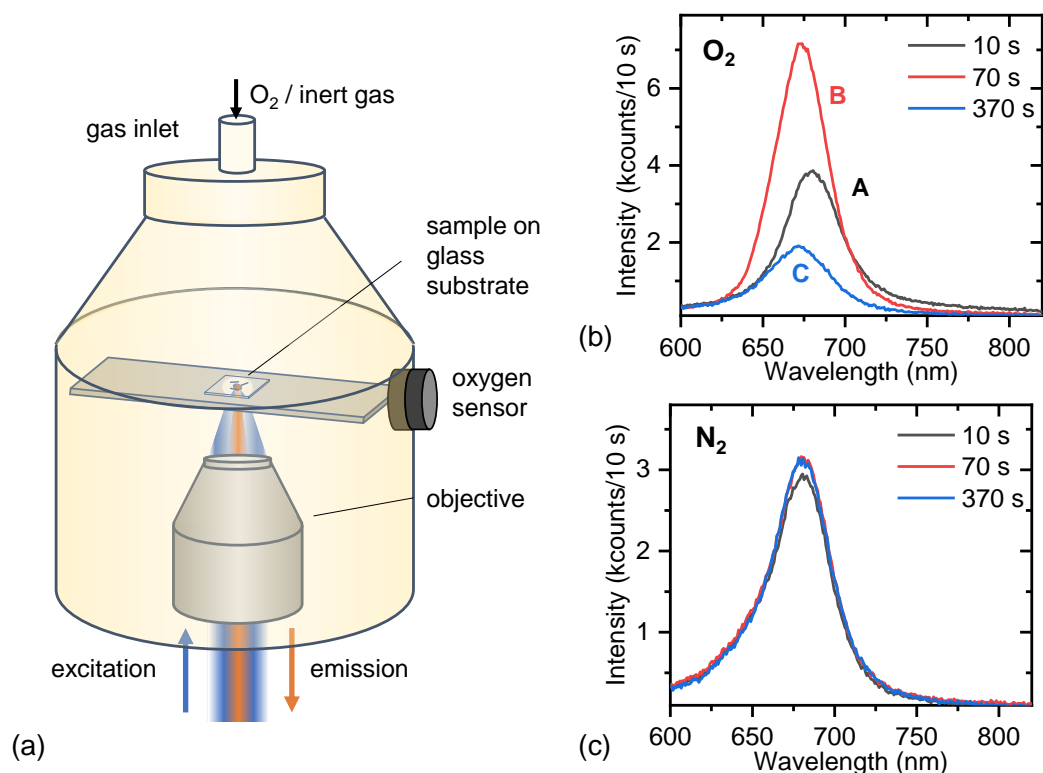 O₂ / inert gas
gas inlet
sample on
glass
substrate
oxygen
sensor
objective
excitation
emission
(a)
O₂
10 s
70 s
370 s
B
A
C
Intensity (kcounts/10 s)
6
4
2
600 650 700 750 800
Wavelength (nm)
(b)
N₂
10 s
70 s
370 s
Intensity (kcounts/10 s)
3
2
1
600 650 700 750 800
Wavelength (nm)
(c)